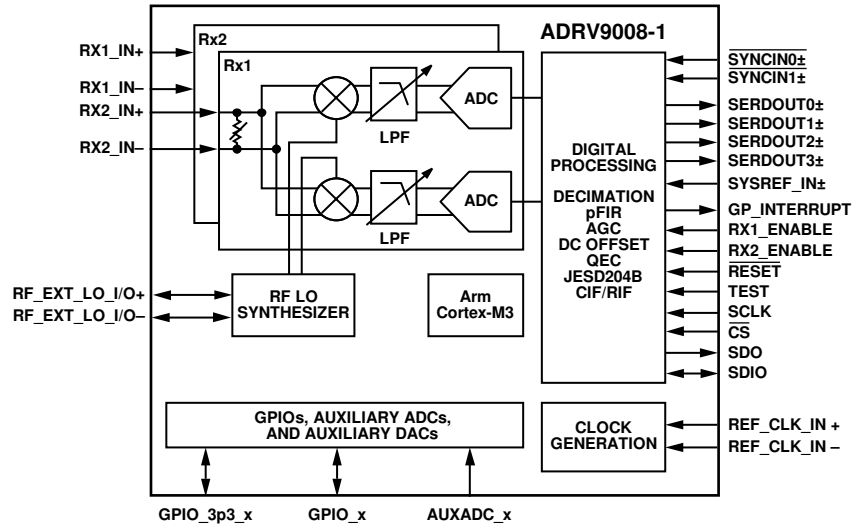 ADRV9008-1
Rx2
Rx1
RX1_IN+
RX1_IN–
RX2_IN+
RX2_IN–
LPF
ADC
LPF
ADC
RF_EXT_LO_I/O+
RF_EXT_LO_I/O–
RF LO
SYNTHESIZER
Arm
Cortex-M3
DIGITAL
PROCESSING
DECIMATION
pFIR
AGC
DC OFFSET
QEC
JESD204B
CIF/RIF
SYNCIN0±
SYNCIN1±
SERDOUT0±
SERDOUT1±
SERDOUT2±
SERDOUT3±
SYSREF_IN±
GP_INTERRUPT
RX1_ENABLE
RX2_ENABLE
RESET
TEST
SCLK
CS
SDO
SDIO
GPIOs, AUXILIARY ADCs,
AND AUXILIARY DACs
CLOCK
GENERATION
REF_CLK_IN +
REF_CLK_IN –
GPIO_3p3_x
GPIO_x
AUXADC_x